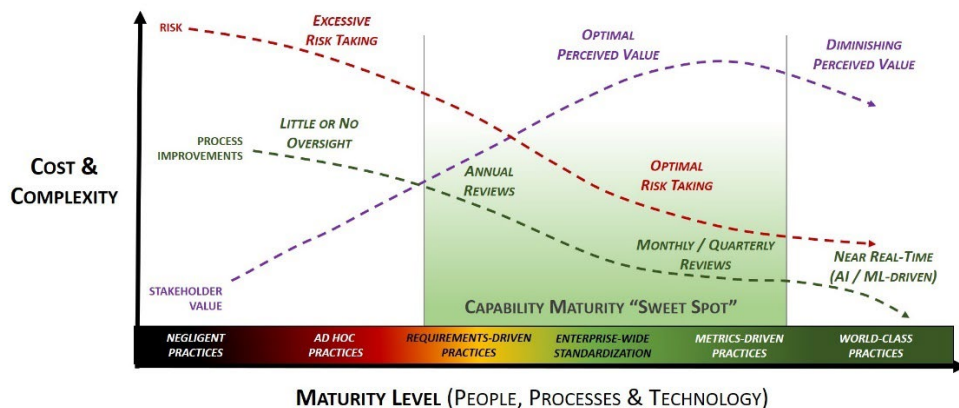 RISK
EXCESSIVE
RISK TAKING
OPTIMAL
PERCEIVED VALUE
DIMINISHING
PERCEIVED VALUE
LITTLE OR NO
OVERSIGHT
PROCESS
IMPROVEMENTS
COST &
COMPLEXITY
ANNUAL
REVIEWS
OPTIMAL
RISK TAKING
MONTHLY / QUARTERLY
REVIEWS
NEAR REAL-TIME
(AI / ML-DRIVEN)
STAKEHOLDER
VALUE
CAPABILITY MATURITY “SWEET SPOT”
NEGLIGENT
PRACTICES
AD HOC
PRACTICES
REQUIREMENTS-DRIVEN
PRACTICES
ENTERPRISE-WIDE
STANDARDIZATION
METRICS-DRIVEN
PRACTICES
WORLD-CLASS
PRACTICES
MATURITY LEVEL (PEOPLE, PROCESSES & TECHNOLOGY)